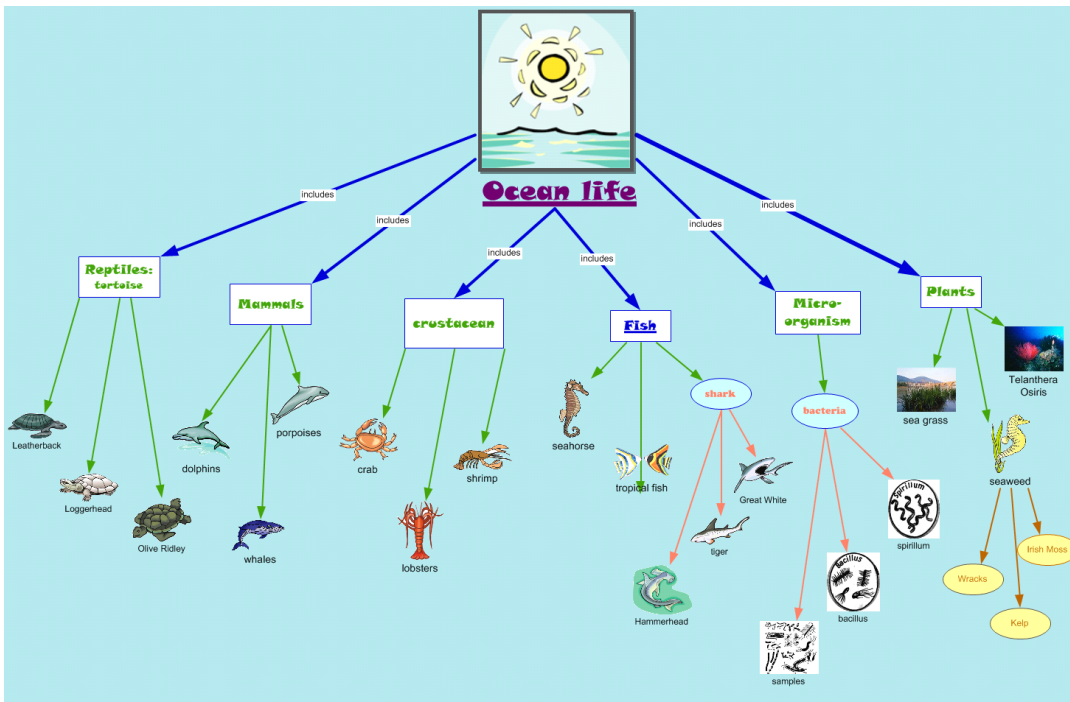 Ocean life
includes
includes
includes
includes
includes
includes
Reptiles:
tortoise
Mammals
crustacean
Fish
Micro-
organism
Plants
Leatherback
Loggerhead
Olive Ridley
dolphins
whales
porpoises
crab
lobsters
shrimp
seahorse
tropical fish
shark
Hammerhead
tiger
Great White
bacteria
samples
Bacillus
bacillus
Spirillum
spirillum
sea grass
seaweed
Telanthera
Osiris
Wracks
Kelp
Irish Moss